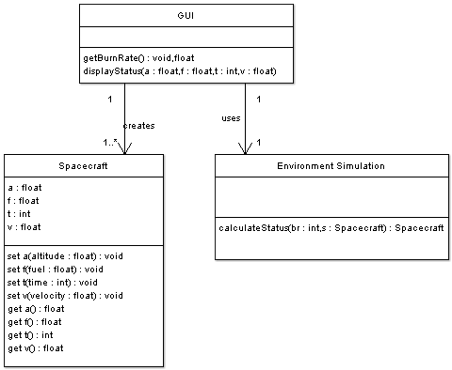 GUI
getBurnRate() : void,float
displayStatus(a : float,f : float,t : int,v : float)
1
1
creates
uses
1..*
1
Spacecraft
a : float
f : float
t : int
v : float
set a(altitude : float) : void
set f(fuel : float) : void
set t(time : int) : void
set v(velocity : float) : void
get a() : float
get f() : float
get t() : int
get v() : float
Environment Simulation
calculateStatus(br : int,s : Spacecraft) : Spacecraft